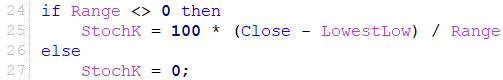 24 if Range <> 0 then
25     StochK = 100 * (Close - LowestLow) / Range
26 else
27     StochK = 0;